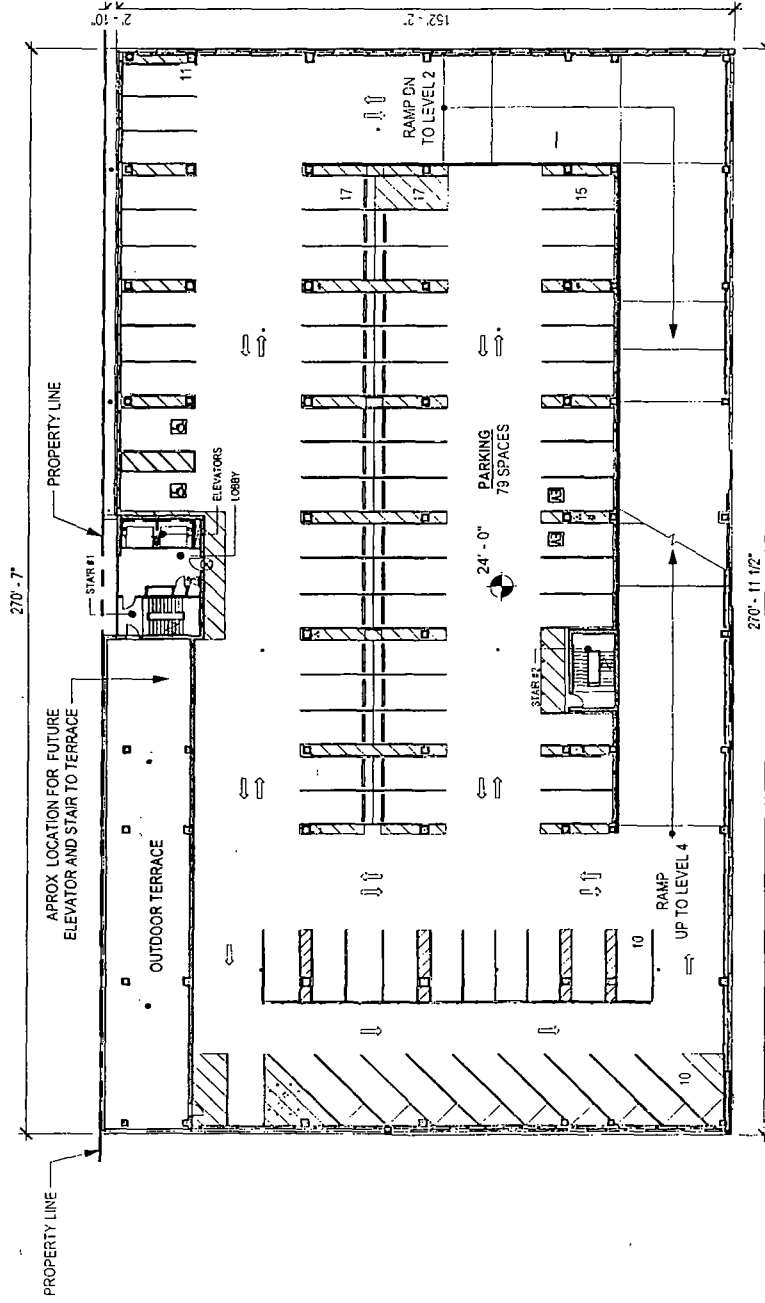 270' - 7"
2' - 10"
152' - 2"
270' - 11 1/2"
PROPERTY LINE
PROPERTY LINE
APROX LOCATION FOR FUTURE
ELEVATOR AND STAIR TO TERRACE
OUTDOOR TERRACE
STAIR #1
ELEVATORS
LOBBY
11
RAMP DN
TO LEVEL 2
17
17
15
PARKING
79 SPACES
24' - 0"
EV
EV
STAIR #2
RAMP
UP TO LEVEL 4
10
10